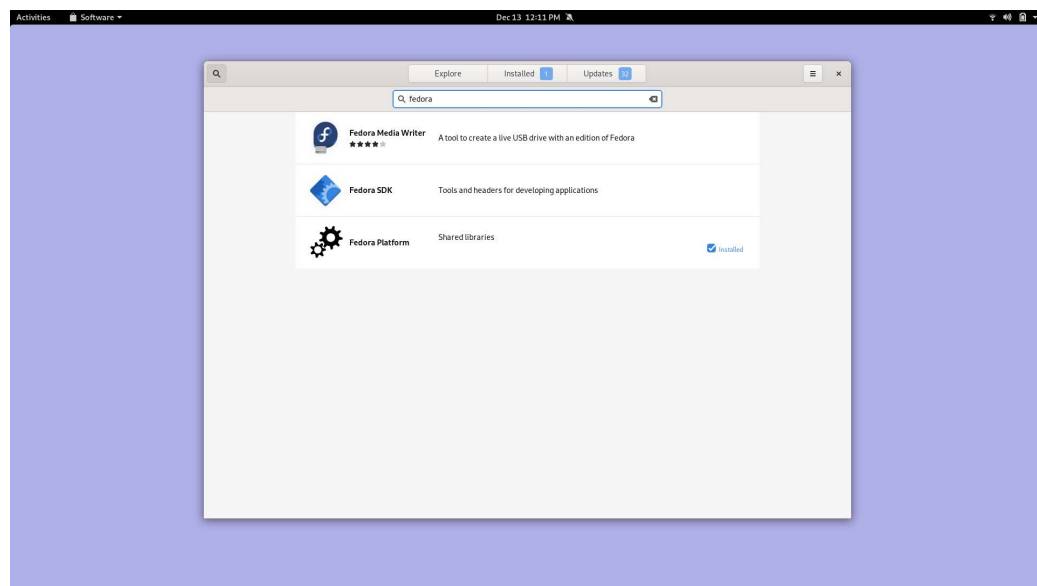 Activities Software Dec 13 12:11 PM
Explore Installed 1 Updates 32
fedora
Fedora Media Writer A tool to create a live USB drive with an edition of Fedora
Fedora SDK Tools and headers for developing applications
Fedora Platform Shared libraries
Installed